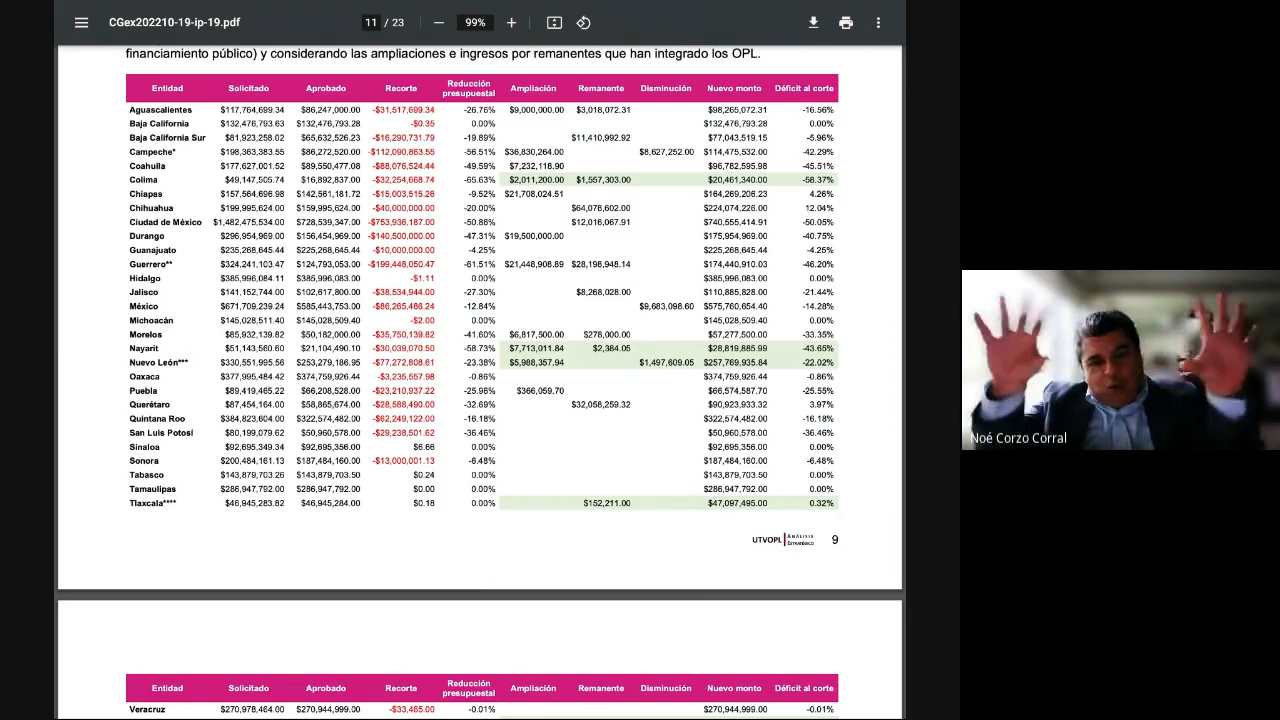 CGex202210-19-ip-19.pdf 11 / 23 99%
financiamiento público) y considerando las ampliaciones e ingresos por remanentes que han integrado los OPL.
Entidad Solicitado Aprobado Recorte Reducción presupuestal Ampliación Remanente Disminución Nuevo monto Déficit al corte
Aguascalientes $117,764,699.34 $86,247,000.00 -$31,517,699.34 -26.76% $9,000,000.00 $3,018,072.31 $98,265,072.31 -16.56%
Baja California $132,476,793.63 $132,476,793.28 -$0.35 0.00% $132,476,793.28 0.00%
Baja California Sur $81,923,258.02 $65,632,526.23 -$16,290,731.79 -19.89% $11,410,992.92 $77,043,519.15 -5.96%
Campeche* $198,363,383.55 $86,272,520.00 -$112,090,863.55 -56.51% $36,830,264.00 $8,627,252.00 $114,475,532.00 -42.29%
Coahuila $177,627,001.52 $89,550,477.08 -$88,076,524.44 -49.59% $7,232,118.90 $96,782,595.98 -45.51%
Colima $49,147,505.74 $16,892,837.00 -$32,254,668.74 -65.63% $2,011,200.00 $1,557,303.00 $20,461,340.00 -58.37%
Chiapas $157,564,696.98 $142,561,181.72 -$15,003,515.26 -9.52% $21,708,024.51 $164,269,206.23 4.26%
Chihuahua $199,995,624.00 $159,995,624.00 -$40,000,000.00 -20.00% $64,078,602.00 $224,074,226.00 12.04%
Ciudad de México $1,482,475,534.00 $728,539,347.00 -$753,936,187.00 -50.86% $12,016,067.91 $740,555,414.91 -50.05%
Durango $296,954,969.00 $156,454,969.00 -$140,500,000.00 -47.31% $19,500,000.00 $175,954,969.00 -40.75%
Guanajuato $235,268,645.44 $225,268,645.44 -$10,000,000.00 -4.25% $225,268,645.44 -4.25%
Guerrero** $324,241,103.47 $124,793,053.00 -$199,448,050.47 -61.51% $21,448,908.89 $28,198,948.14 $174,440,910.03 -46.20%
Hidalgo $385,996,084.11 $385,996,083.00 -$1.11 0.00% $385,996,083.00 0.00%
Jalisco $141,152,744.00 $102,617,800.00 -$38,534,944.00 -27.30% $8,268,028.00 $110,885,828.00 -21.44%
México $671,709,239.24 $585,443,753.00 -$86,265,486.24 -12.84% $9,683,098.60 $575,760,654.40 -14.28%
Michoacán $145,028,511.40 $145,028,509.40 -$2.00 0.00% $145,028,509.40 0.00%
Morelos $85,932,139.82 $50,182,000.00 -$35,750,139.82 -41.60% $6,817,500.00 $278,000.00 $57,277,500.00 -33.35%
Nayarit $51,143,560.60 $21,104,490.10 -$30,039,070.50 -58.73% $7,713,011.84 $2,384.05 $28,819,885.99 -43.65%
Nuevo León*** $330,551,995.56 $253,279,186.95 -$77,272,808.61 -23.38% $5,988,357.94 $1,497,609.05 $257,769,935.84 -22.02%
Oaxaca $377,995,484.42 $374,759,926.44 -$3,235,557.98 -0.86% $374,759,926.44 -0.86%
Puebla $89,419,465.22 $66,208,528.00 -$23,210,937.22 -25.96% $366,059.70 $66,574,587.70 -25.55%
Querétaro $87,454,164.00 $58,865,674.00 -$28,588,490.00 -32.69% $32,058,259.32 $90,923,933.32 3.97%
Quintana Roo $384,823,604.00 $322,574,482.00 -$62,249,122.00 -16.18% $322,574,482.00 -16.18%
San Luis Potosí $80,199,079.62 $50,960,578.00 -$29,238,501.62 -36.46% $50,960,578.00 -36.46%
Sinaloa $92,695,349.34 $92,695,356.00 $6.66 0.00% $92,695,356.00 0.00%
Sonora $200,484,161.13 $187,484,160.00 -$13,000,001.13 -6.48% $187,484,160.00 -6.48%
Tabasco $143,879,703.26 $143,879,703.50 $0.24 0.00% $143,879,703.50 0.00%
Tamaulipas $286,947,792.00 $286,947,792.00 $0.00 0.00% $286,947,792.00 0.00%
Tlaxcala**** $46,945,283.82 $46,945,284.00 $0.18 0.00% $152,211.00 $47,097,495.00 0.32%
UTVOPL ANÁLISIS ESTRATÉGICO 9
Entidad Solicitado Aprobado Recorte Reducción presupuestal Ampliación Remanente Disminución Nuevo monto Déficit al corte
Veracruz $270,978,464.00 $270,944,999.00 -$33,465.00 -0.01% $270,944,999.00 -0.01%
Noé Corzo Corral